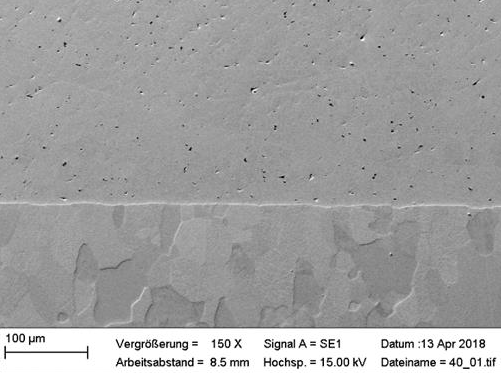 100 µm
Vergrößerung = 150 X Signal A = SE1 Datum :13 Apr 2018
Arbeitsabstand = 8.5 mm Hochsp. = 15.00 kV Dateiname = 40_01.tif